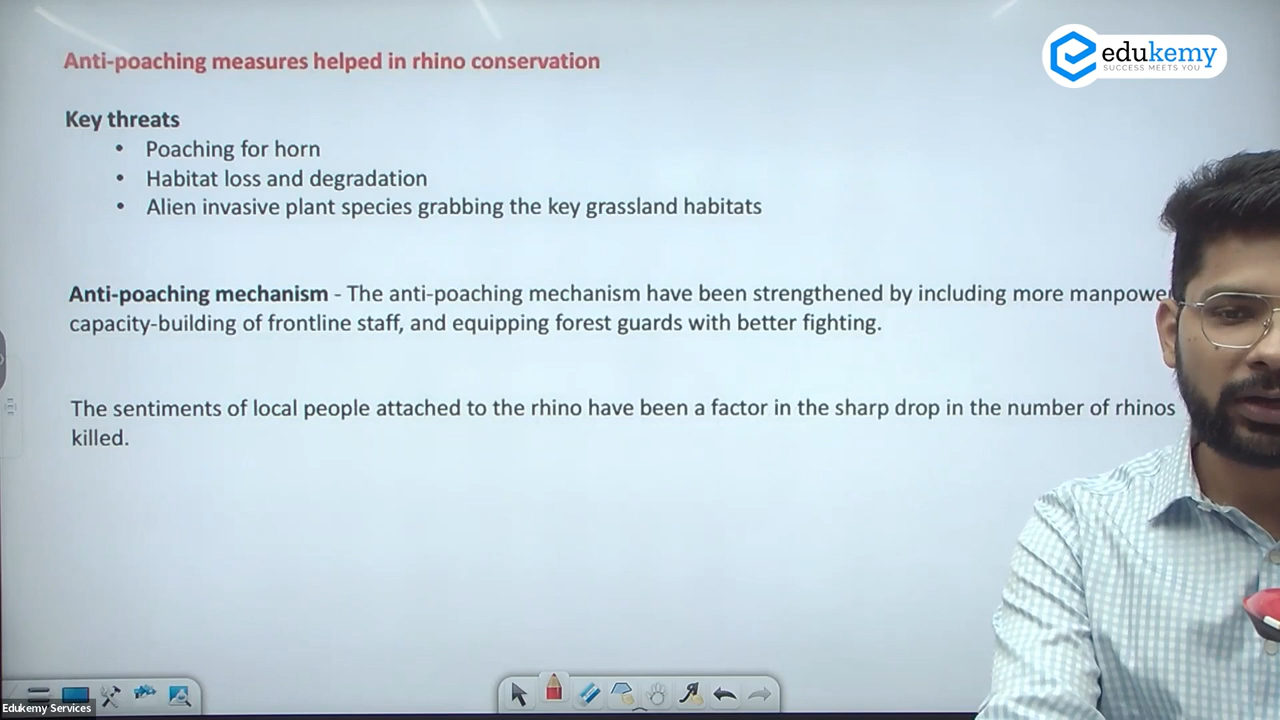 Anti-poaching measures helped in rhino conservation
edukemy
SUCCESS MEETS YOU
Key threats
• Poaching for horn
• Habitat loss and degradation
• Alien invasive plant species grabbing the key grassland habitats
Anti-poaching mechanism - The anti-poaching mechanism have been strengthened by including more manpowe
capacity-building of frontline staff, and equipping forest guards with better fighting.
The sentiments of local people attached to the rhino have been a factor in the sharp drop in the number of rhinos
killed.
Edukemy Services